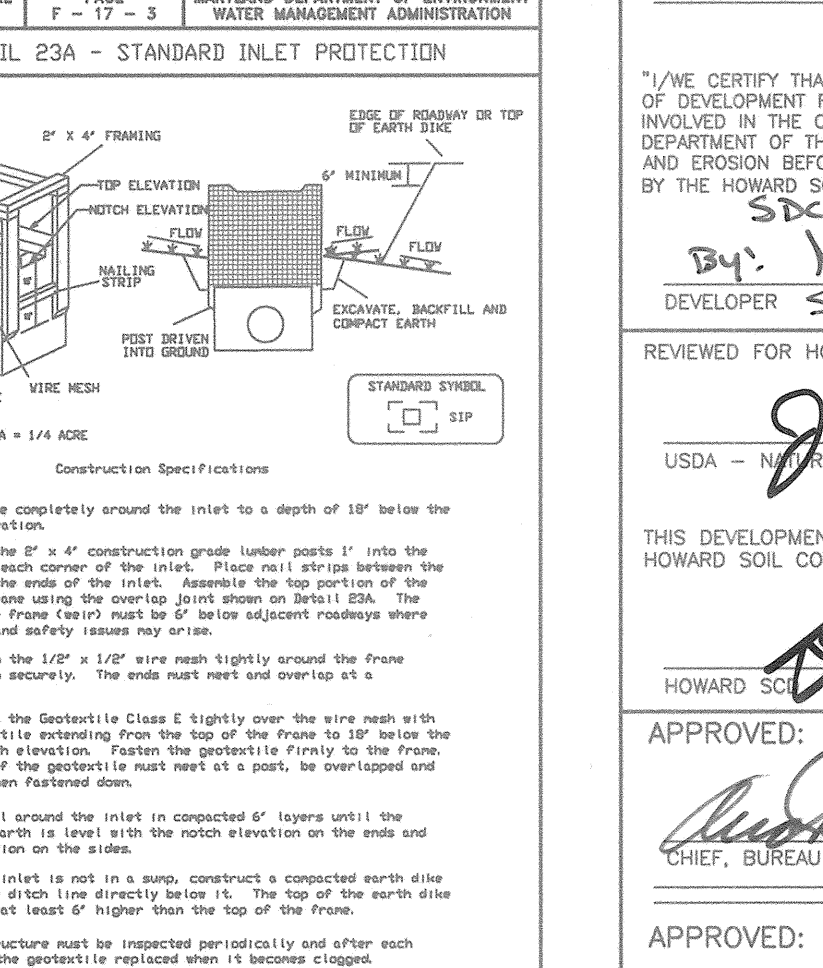 F - 17 - 3
WATER MANAGEMENT ADMINISTRATION
IL 23A - STANDARD INLET PROTECTION
EDGE OF ROADWAY OR TOP
OF EARTH DIKE
2" X 4" FRAMING
6" MINIMUM
TOP ELEVATION
NOTCH ELEVATION
FLOW
FLOW
FLOW
NAILING
STRIP
EXCAVATE, BACKFILL AND
COMPACT EARTH
POST DRIVEN
INTO GROUND
WIRE MESH
STANDARD SYMBOL
SIP
A = 1/4 ACRE
Construction Specifications
e completely around the inlet to a depth of 18" below the
ation.
he 2" x 4" construction grade lumber posts 1' into the
each corner of the inlet. Place nail strips between the
he ends of the inlet. Assemble the top portion of the
ame using the overlap joint shown on Detail 23A. The
frame (weir) must be 6" below adjacent roadways where
nd safety issues may arise.
the 1/2" x 1/2" wire mesh tightly around the frame
securely. The ends must meet and overlap at a
the Geotextile Class E tightly over the wire mesh with
tile extending from the top of the frame to 18" below the
h elevation. Fasten the geotextile firmly to the frame.
f the geotextile must meet at a post, be overlapped and
en fastened down.
l around the inlet in compacted 6" layers until the
arth is level with the notch elevation on the ends and
ion on the sides.
inlet is not in a sump, construct a compacted earth dike
ditch line directly below it. The top of the earth dike
at least 6" higher than the top of the frame.
ucture must be inspected periodically and after each
the geotextile replaced when it becomes clogged.
"I/WE CERTIFY THA
OF DEVELOPMENT
INVOLVED IN THE C
DEPARTMENT OF TH
AND EROSION BEFO
BY THE HOWARD SO
SDC
By:
DEVELOPER
REVIEWED FOR HO
USDA - NATUR
THIS DEVELOPMEN
HOWARD SOIL CO
HOWARD SCD
APPROVED:
CHIEF, BUREAU
APPROVED: